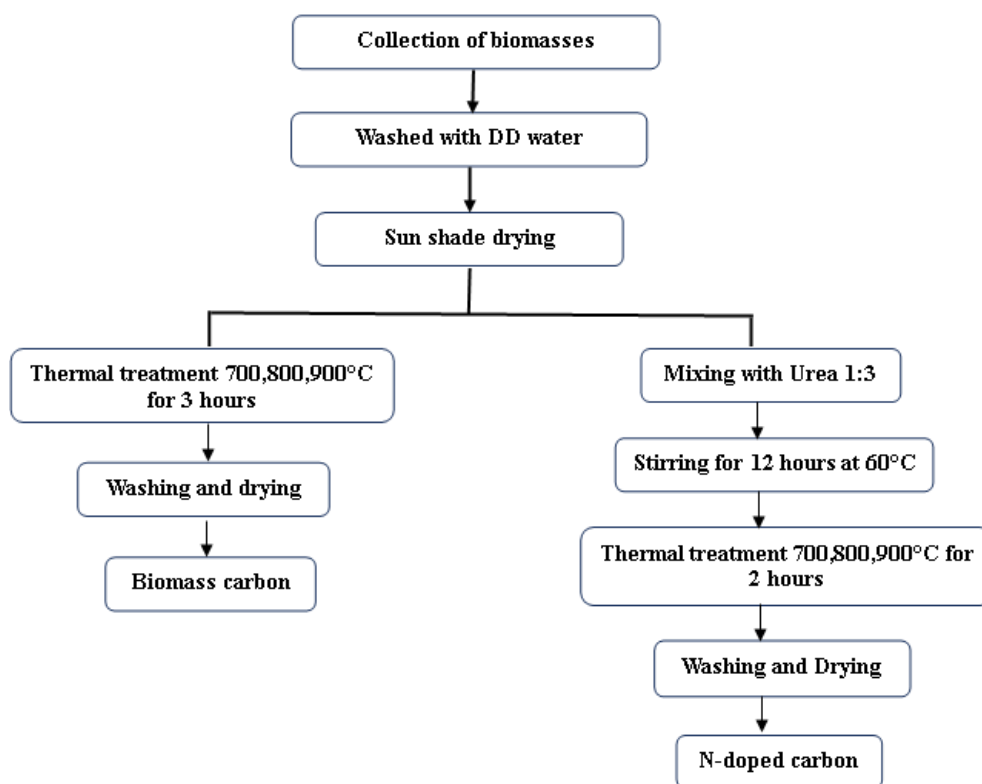 Collection of biomasses
Washed with DD water
Sun shade drying
Thermal treatment 700,800,900°C
for 3 hours
Washing and drying
Biomass carbon
Mixing with Urea 1:3
Stirring for 12 hours at 60°C
Thermal treatment 700,800,900°C for
2 hours
Washing and Drying
N-doped carbon